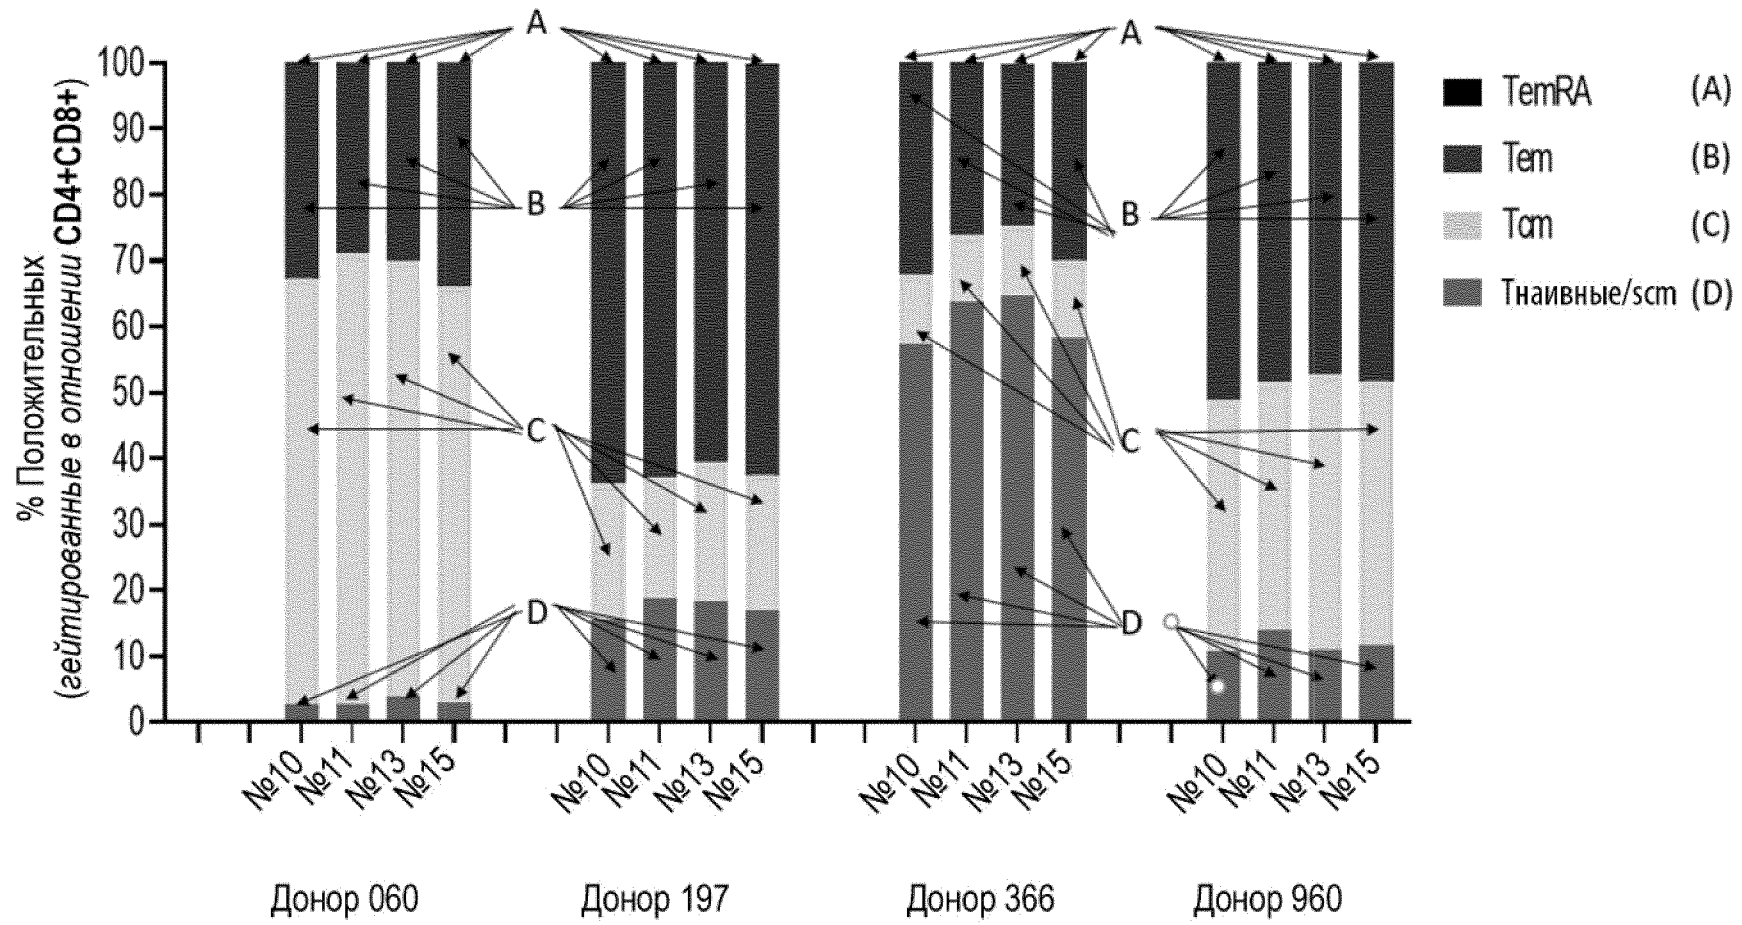 % Положительных
(гейтированные в отношении CD4+CD8+)
100
90
80
70
60
50
40
30
20
10
0
A
B
C
D
A
B
C
D
TemRA (A)
Tem (B)
Tcm (C)
Tнаивные/scm (D)
№10 №11 №13 №15
№10 №11 №13 №15
№10 №11 №13 №15
№10 №11 №13 №15
Донор 060
Донор 197
Донор 366
Донор 960